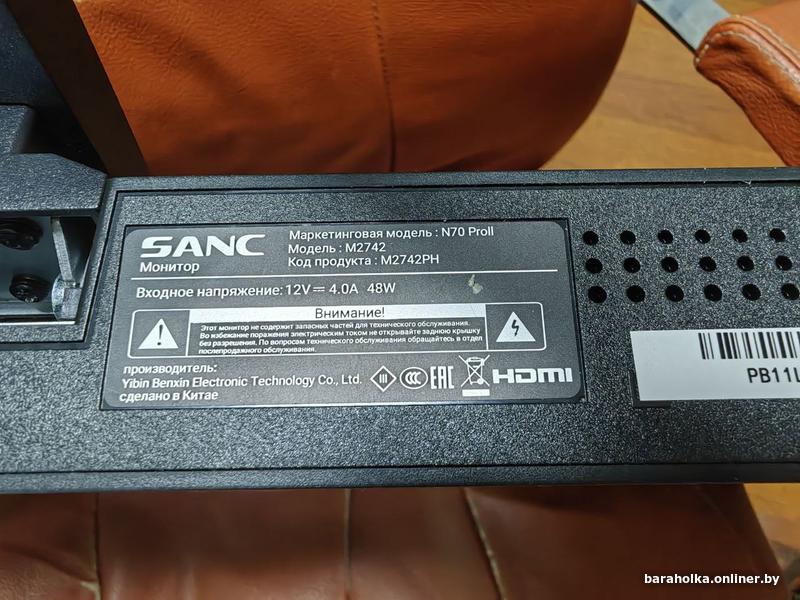 SANC
Монитор
Маркетинговая модель : N70 ProII
Модель : M2742
Код продукта : M2742PH
Входное напряжение: 12V⎓4.0A 48W
Внимание!
Этот монитор не содержит запасных частей для технического обслуживания.
Во избежание поражения электрическим током не открывайте заднюю крышку
без разрешения. По вопросам технического обслуживания обращайтесь в отдел
послепродажного обслуживания.
производитель:
Yibin Benxin Electronic Technology Co., Ltd.
сделано в Китае
III CCC EAC HDMI
PB11L
baraholka.onliner.by